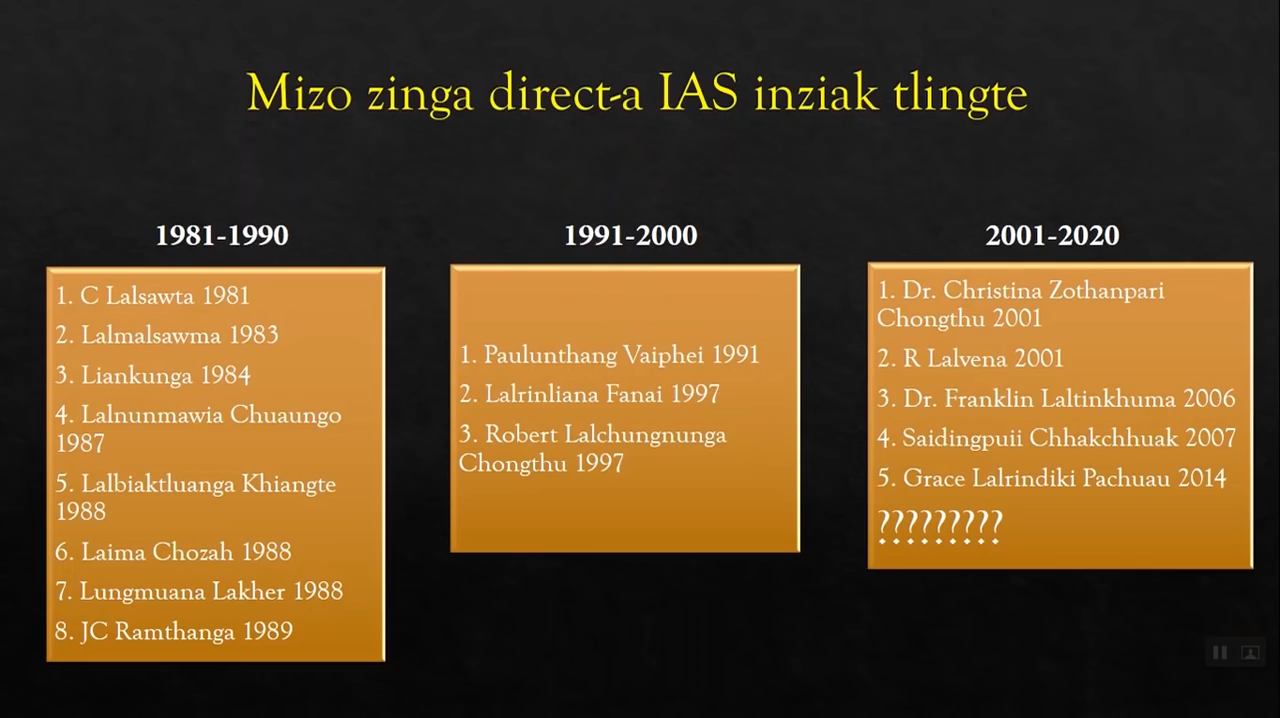 Mizo zinga direct-a IAS inziak tlingte
1981-1990
1. C Lalsawta 1981
2. Lalmalsawma 1983
3. Liankunga 1984
4. Lalnunmawia Chuaungo
1987
5. Lalbiaktluanga Khiangte
1988
6. Laima Chozah 1988
7. Lungmuana Lakher 1988
8. JC Ramthanga 1989
1991-2000
1. Paulunthang Vaiphei 1991
2. Lalrinliana Fanai 1997
3. Robert Lalchungnunga
Chongthu 1997
2001-2020
1. Dr. Christina Zothanpari
Chongthu 2001
2. R Lalvena 2001
3. Dr. Franklin Laltinkhuma 2006
4. Saidingpuii Chhakchhuak 2007
5. Grace Lalrindiki Pachuau 2014
?????????